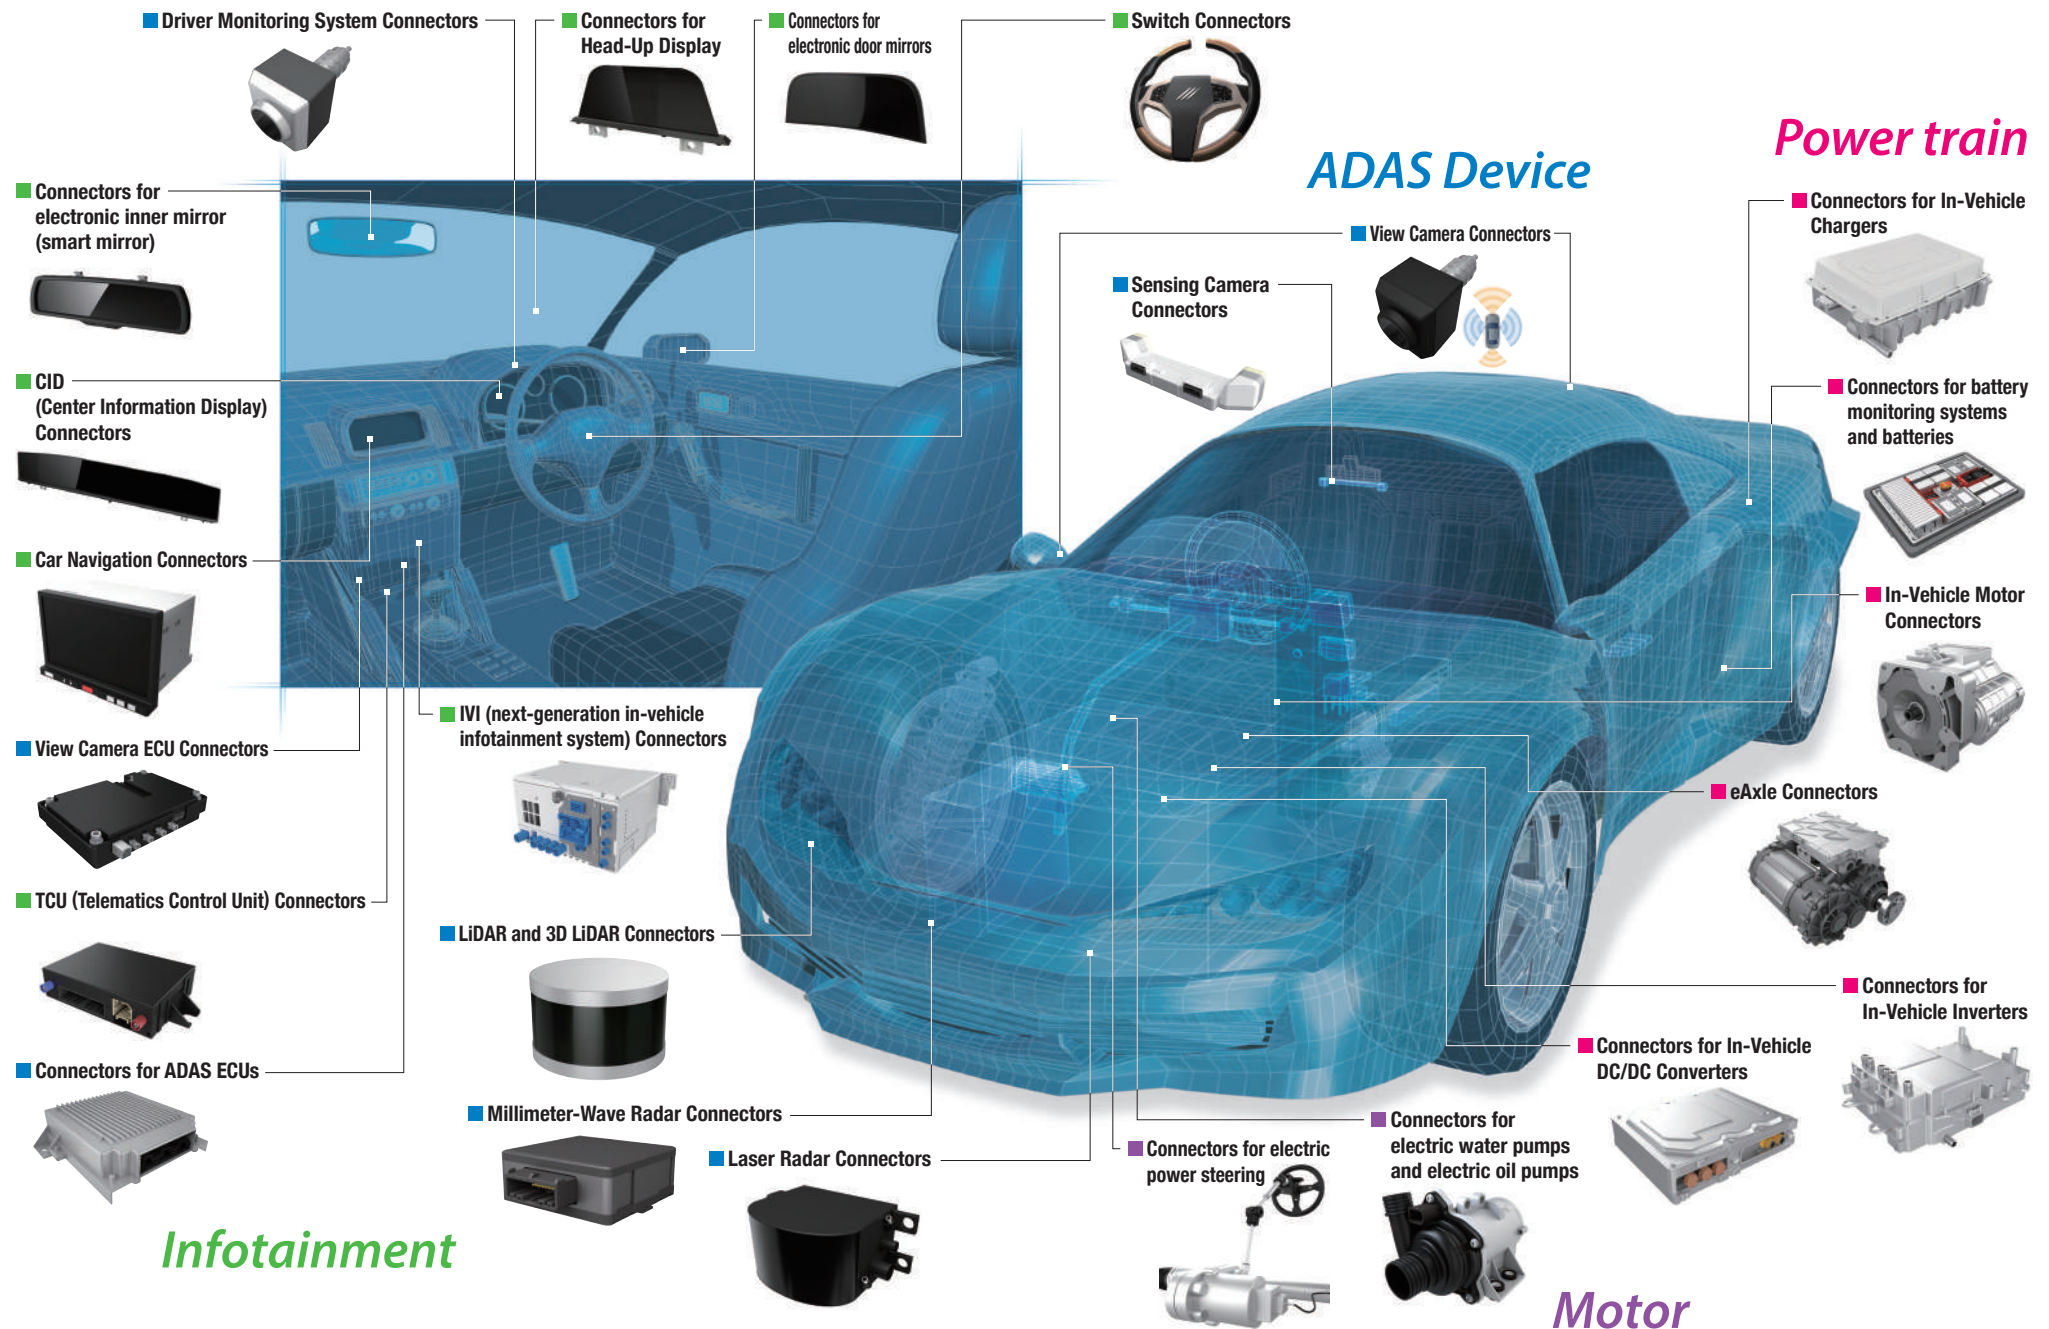 Driver Monitoring System Connectors
Connectors for
Head-Up Display
Connectors for
electronic door mirrors
Switch Connectors
ADAS Device
Power train
Connectors for
electronic inner mirror
(smart mirror)
CID
(Center Information Display)
Connectors
Car Navigation Connectors
View Camera ECU Connectors
TCU (Telematics Control Unit) Connectors
Connectors for ADAS ECUs
Infotainment
IVI (next-generation in-vehicle
infotainment system) Connectors
LiDAR and 3D LiDAR Connectors
Millimeter-Wave Radar Connectors
Laser Radar Connectors
View Camera Connectors
Sensing Camera
Connectors
Connectors for In-Vehicle
Chargers
Connectors for battery
monitoring systems
and batteries
In-Vehicle Motor
Connectors
eAxle Connectors
Connectors for
In-Vehicle Inverters
Connectors for In-Vehicle
DC/DC Converters
Connectors for
electric water pumps
and electric oil pumps
Connectors for electric
power steering
Motor